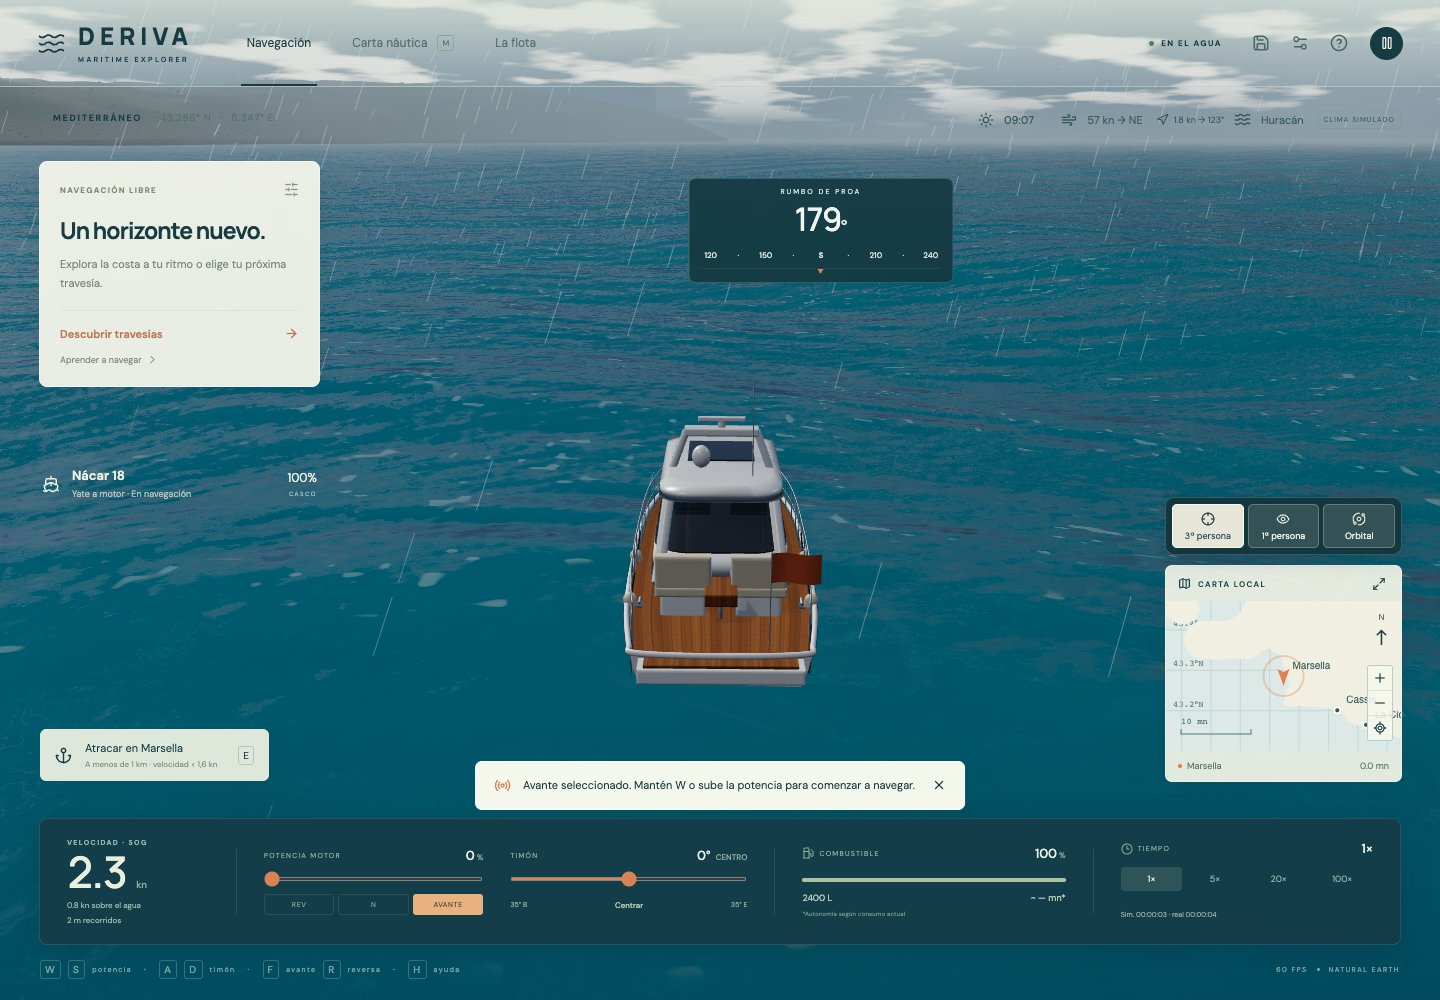 DERIVA
MARITIME EXPLORER
Navegación
Carta náutica M
La flota
EN EL AGUA
MEDITERRÁNEO 43.286° N · 5.347° E
09:07 57 kn → NE 1.8 kn → 123° Huracán CLIMA SIMULADO
NAVEGACIÓN LIBRE
Un horizonte nuevo.
Explora la costa a tu ritmo o elige tu próxima
travesía.
Descubrir travesías
Aprender a navegar
RUMBO DE PROA
179°
120 · 150 · S · 210 · 240
Nácar 18
Yate a motor · En navegación
100%
CASCO
3ª persona
1ª persona
Orbital
CARTA LOCAL
N
43.3°N
43.2°N
10 mn
Marsella
Marsella
0.0 mn
Atracar en Marsella
A menos de 1 km · velocidad < 1,6 kn
E
Avante seleccionado. Mantén W o sube la potencia para comenzar a navegar.
VELOCIDAD · SOG
2.3 kn
0.8 kn sobre el agua
2 m recorridos
POTENCIA MOTOR 0 %
REV N AVANTE
TIMÓN 0° CENTRO
35° B Centrar 35° E
COMBUSTIBLE 100 %
2400 L ~ — mn*
*Autonomía según consumo actual
TIEMPO 1×
1× 5× 20× 100×
Sim. 00:00:03 · real 00:00:04
W S potencia · A D timón · F avante R reversa · H ayuda
60 FPS • NATURAL EARTH